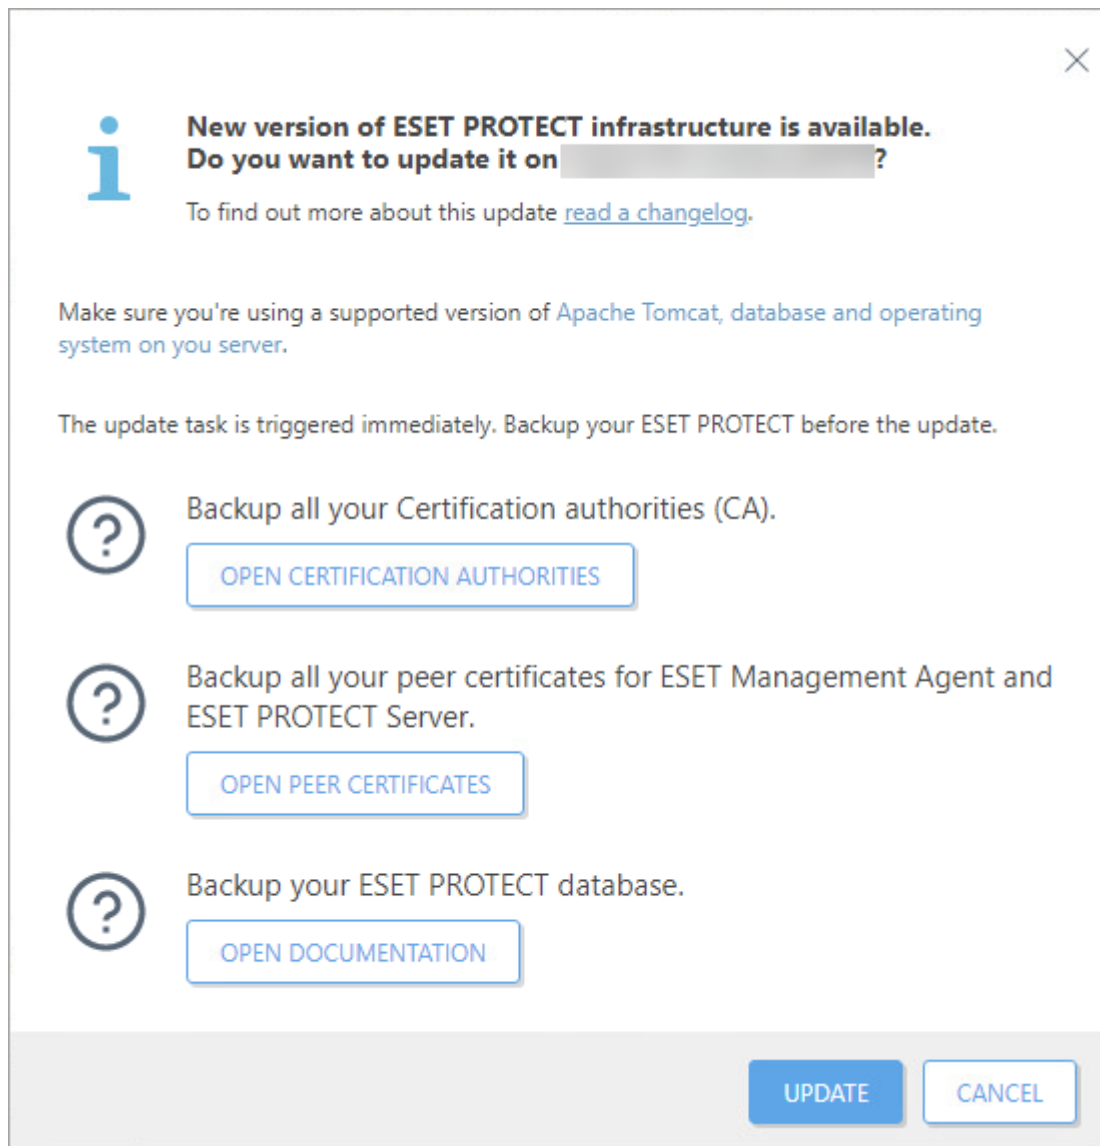 New version of ESET PROTECT infrastructure is available.
Do you want to update it on ?
To find out more about this update read a changelog.
Make sure you're using a supported version of Apache Tomcat, database and operating
system on you server.
The update task is triggered immediately. Backup your ESET PROTECT before the update.
Backup all your Certification authorities (CA).
OPEN CERTIFICATION AUTHORITIES
Backup all your peer certificates for ESET Management Agent and
ESET PROTECT Server.
OPEN PEER CERTIFICATES
Backup your ESET PROTECT database.
OPEN DOCUMENTATION
UPDATE CANCEL